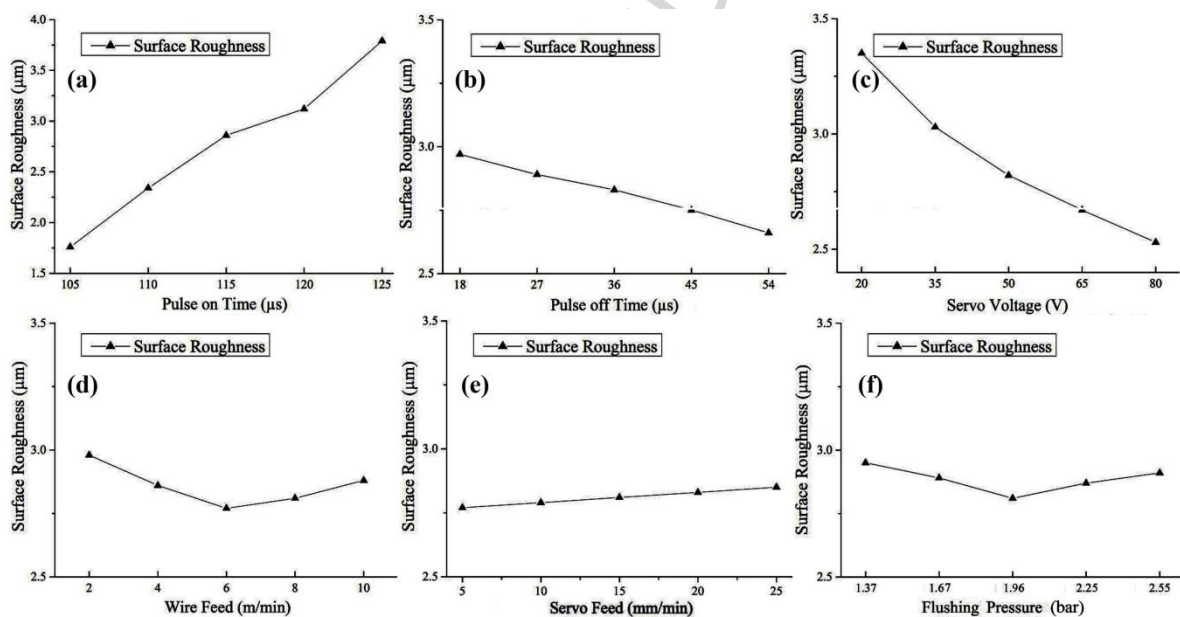 4.0
3.75
3.0
2.5
2.25
1.75
1.5
Surface Roughness (μm)
Surface Roughness
(a)
105 110 115 120 125
Pulse on Time (μs)
3.5
3.0
2.5
Surface Roughness (μm)
Surface Roughness
(b)
18 27 36 45 54
Pulse off Time (μs)
3.5
3.0
2.5
Surface Roughness (μm)
Surface Roughness
(c)
20 35 50 65 80
Servo Voltage (V)
3.5
3.0
2.5
Surface Roughness (μm)
Surface Roughness
(d)
2 4 6 8 10
Wire Feed (m/min)
3.5
3.0
2.5
Surface Roughness (μm)
Surface Roughness
(e)
5 10 15 20 25
Servo Feed (mm/min)
3.5
3.0
2.5
Surface Roughness (μm)
Surface Roughness
(f)
1.37 1.67 1.96 2.25 2.55
Flushing Pressure (bar)